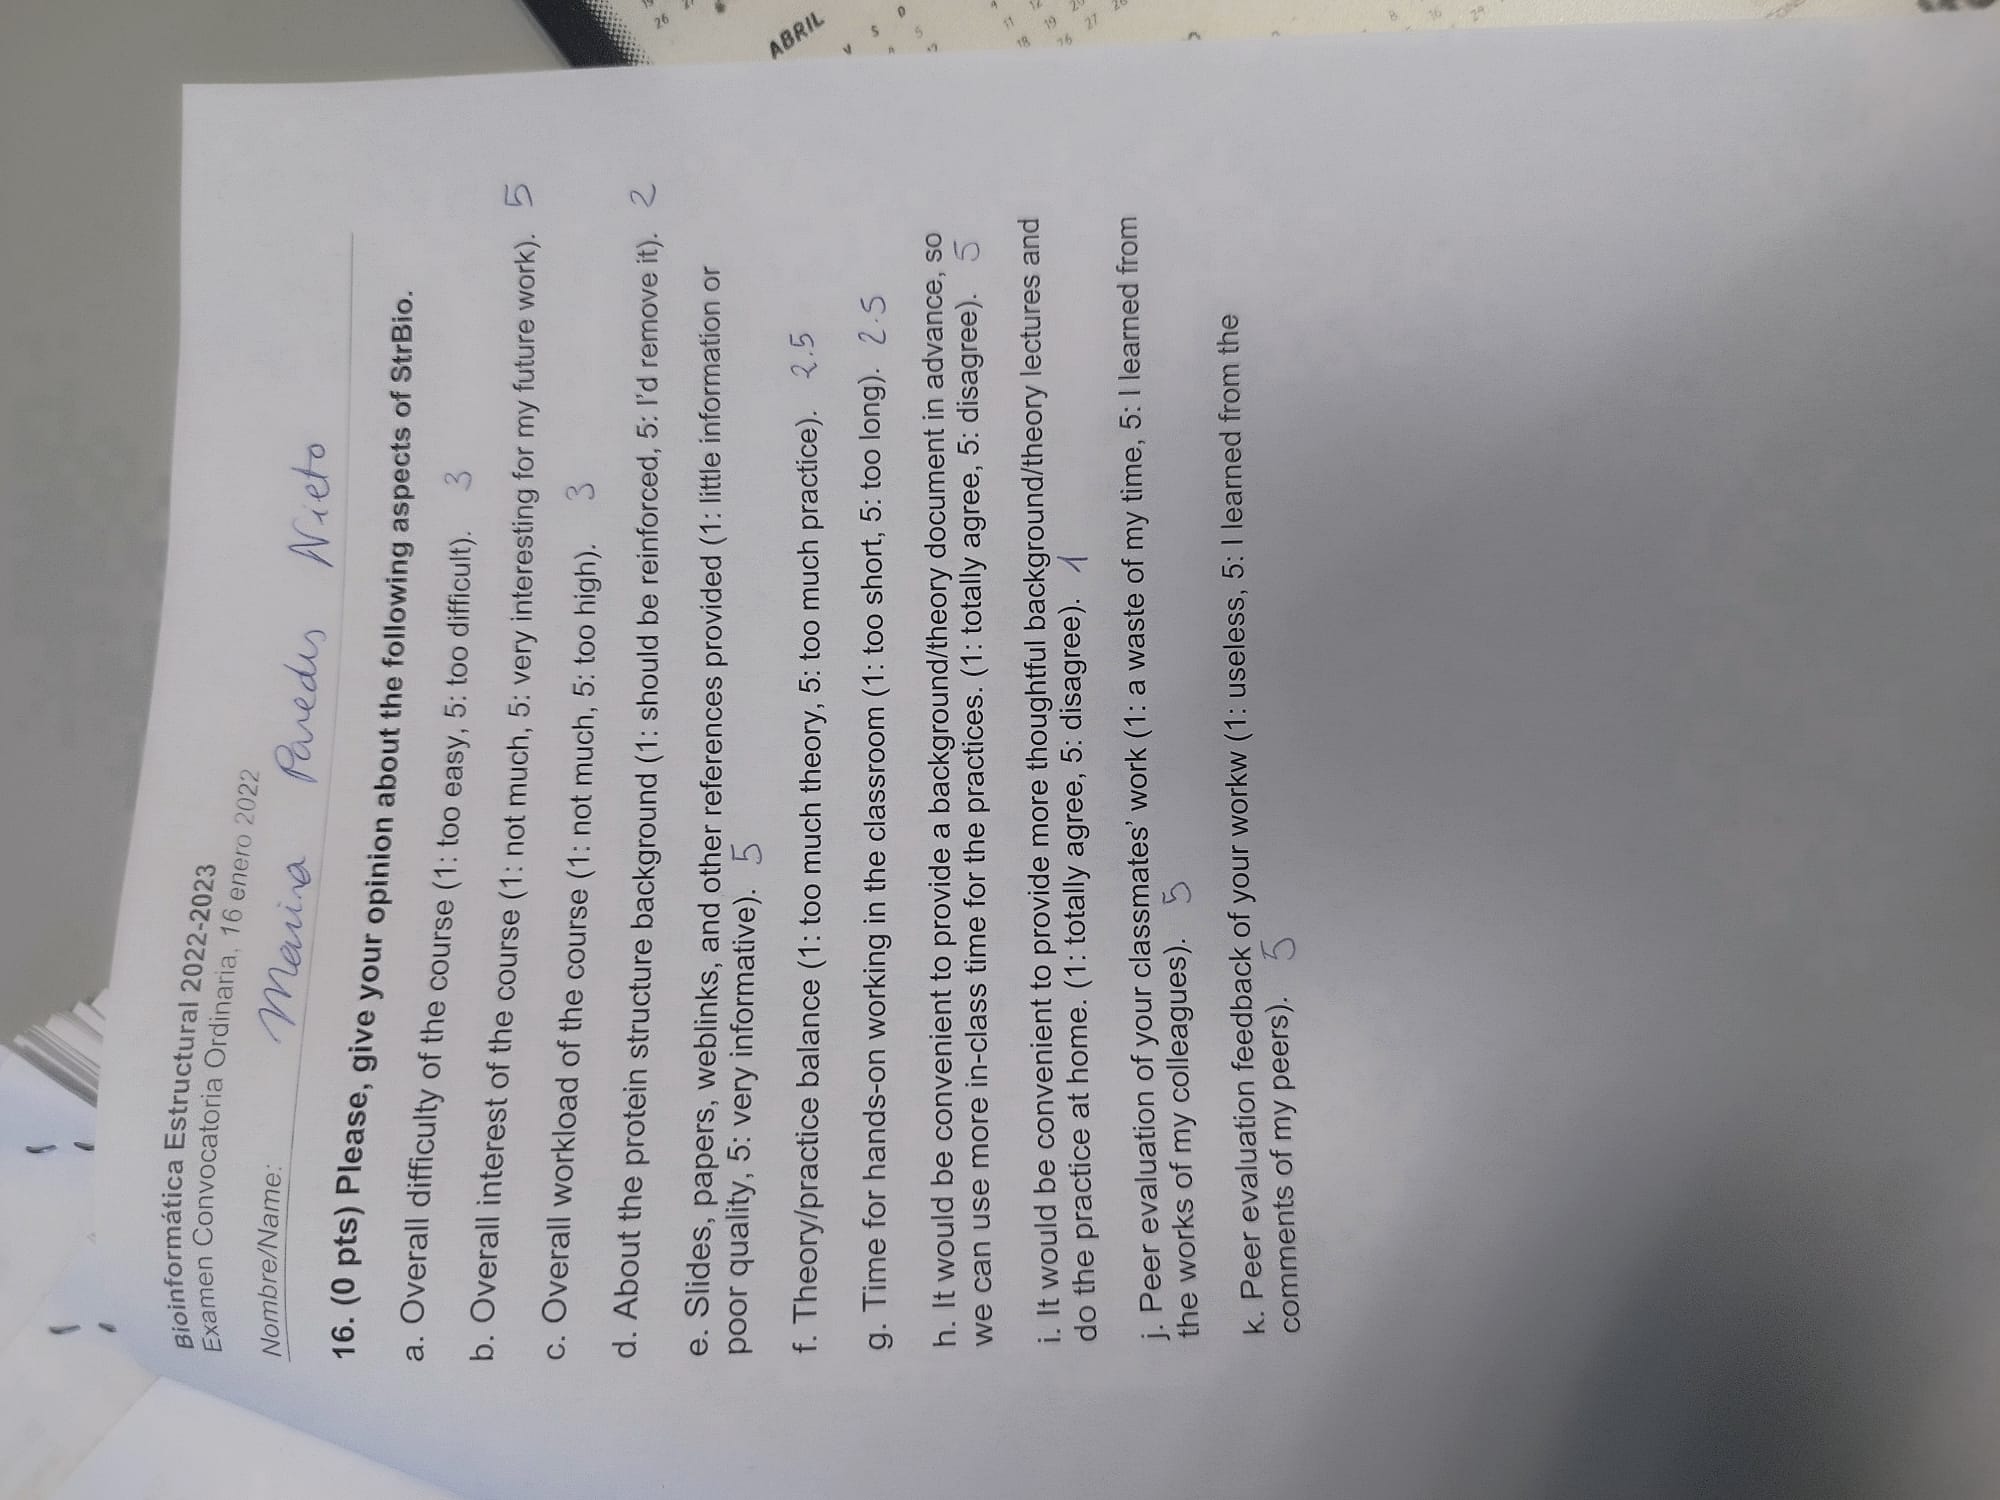 Bioinformática Estructural 2022-2023
Examen Convocatoria Ordinaria, 16 enero 2022
Nombre/Name: Marina Paredes Nieto
16. (0 pts) Please, give your opinion about the following aspects of StrBio.
a. Overall difficulty of the course (1: too easy, 5: too difficult). 3
b. Overall interest of the course (1: not much, 5: very interesting for my future work). 5
c. Overall workload of the course (1: not much, 5: too high). 3
d. About the protein structure background (1: should be reinforced, 5: I'd remove it). 2
e. Slides, papers, weblinks, and other references provided (1: little information or
poor quality, 5: very informative). 5
f. Theory/practice balance (1: too much theory, 5: too much practice). 2.5
g. Time for hands-on working in the classroom (1: too short, 5: too long). 2.5
h. It would be convenient to provide a background/theory document in advance, so
we can use more in-class time for the practices. (1: totally agree, 5: disagree). 5
i. It would be convenient to provide more thoughtful background/theory lectures and
do the practice at home. (1: totally agree, 5: disagree). 1
j. Peer evaluation of your classmates' work (1: a waste of my time, 5: I learned from
the works of my colleagues). 5
k. Peer evaluation feedback of your workw (1: useless, 5: I learned from the
comments of my peers). 5
ABRIL